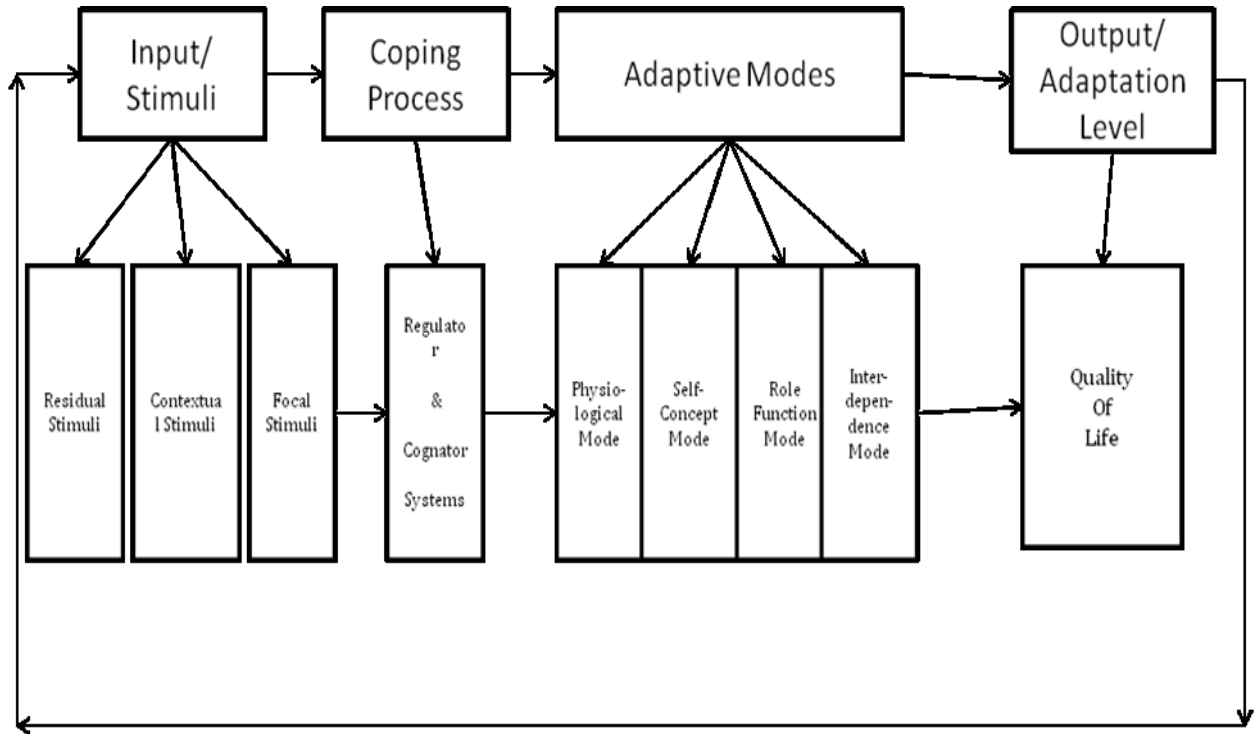 Input/
Stimuli
Coping
Process
Adaptive Modes
Output/
Adaptation
Level
Residual
Stimuli
Contextua
l Stimuli
Focal
Stimuli
Regulato
r
&
Cognator
Systems
Physio-
logical
Mode
Self-
Concept
Mode
Role
Function
Mode
Inter-
depen-
dence
Mode
Quality
Of
Life